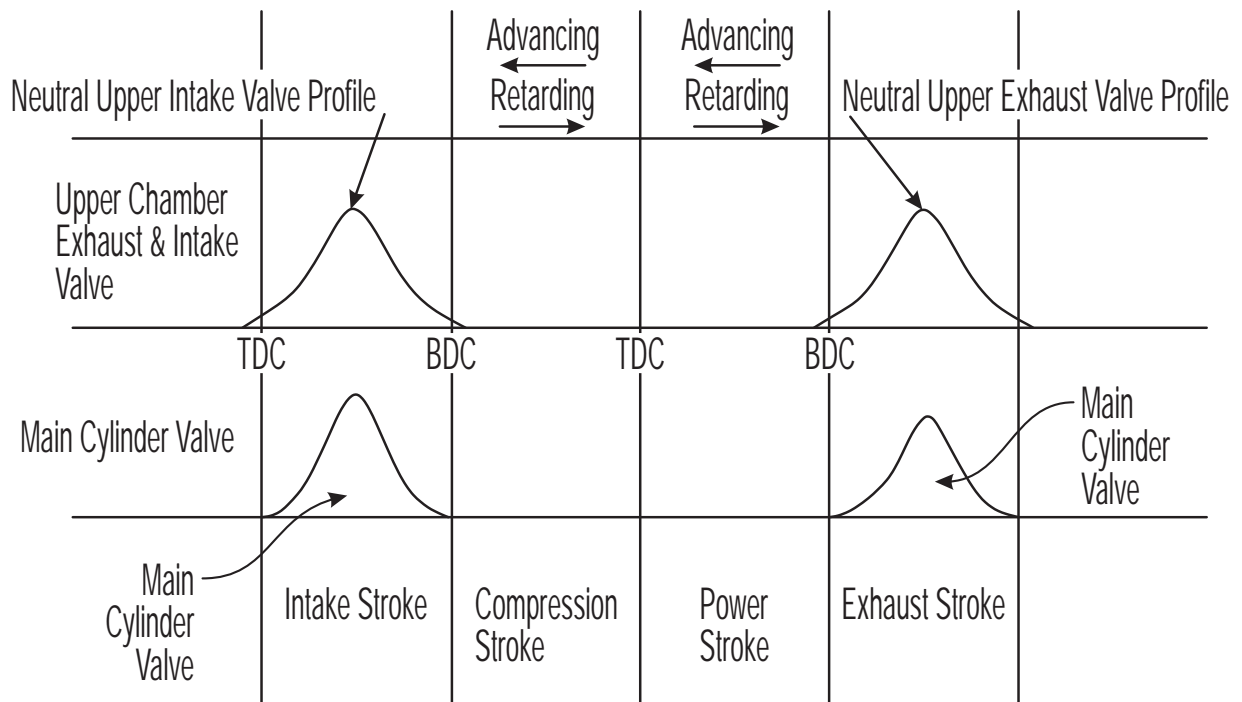 Advancing
Retarding
Advancing
Retarding
Neutral Upper Intake Valve Profile
Neutral Upper Exhaust Valve Profile
Upper Chamber
Exhaust & Intake
Valve
TDC
BDC
TDC
BDC
Main Cylinder Valve
Main
Cylinder
Valve
Main
Cylinder
Valve
Intake Stroke
Compression
Stroke
Power
Stroke
Exhaust Stroke